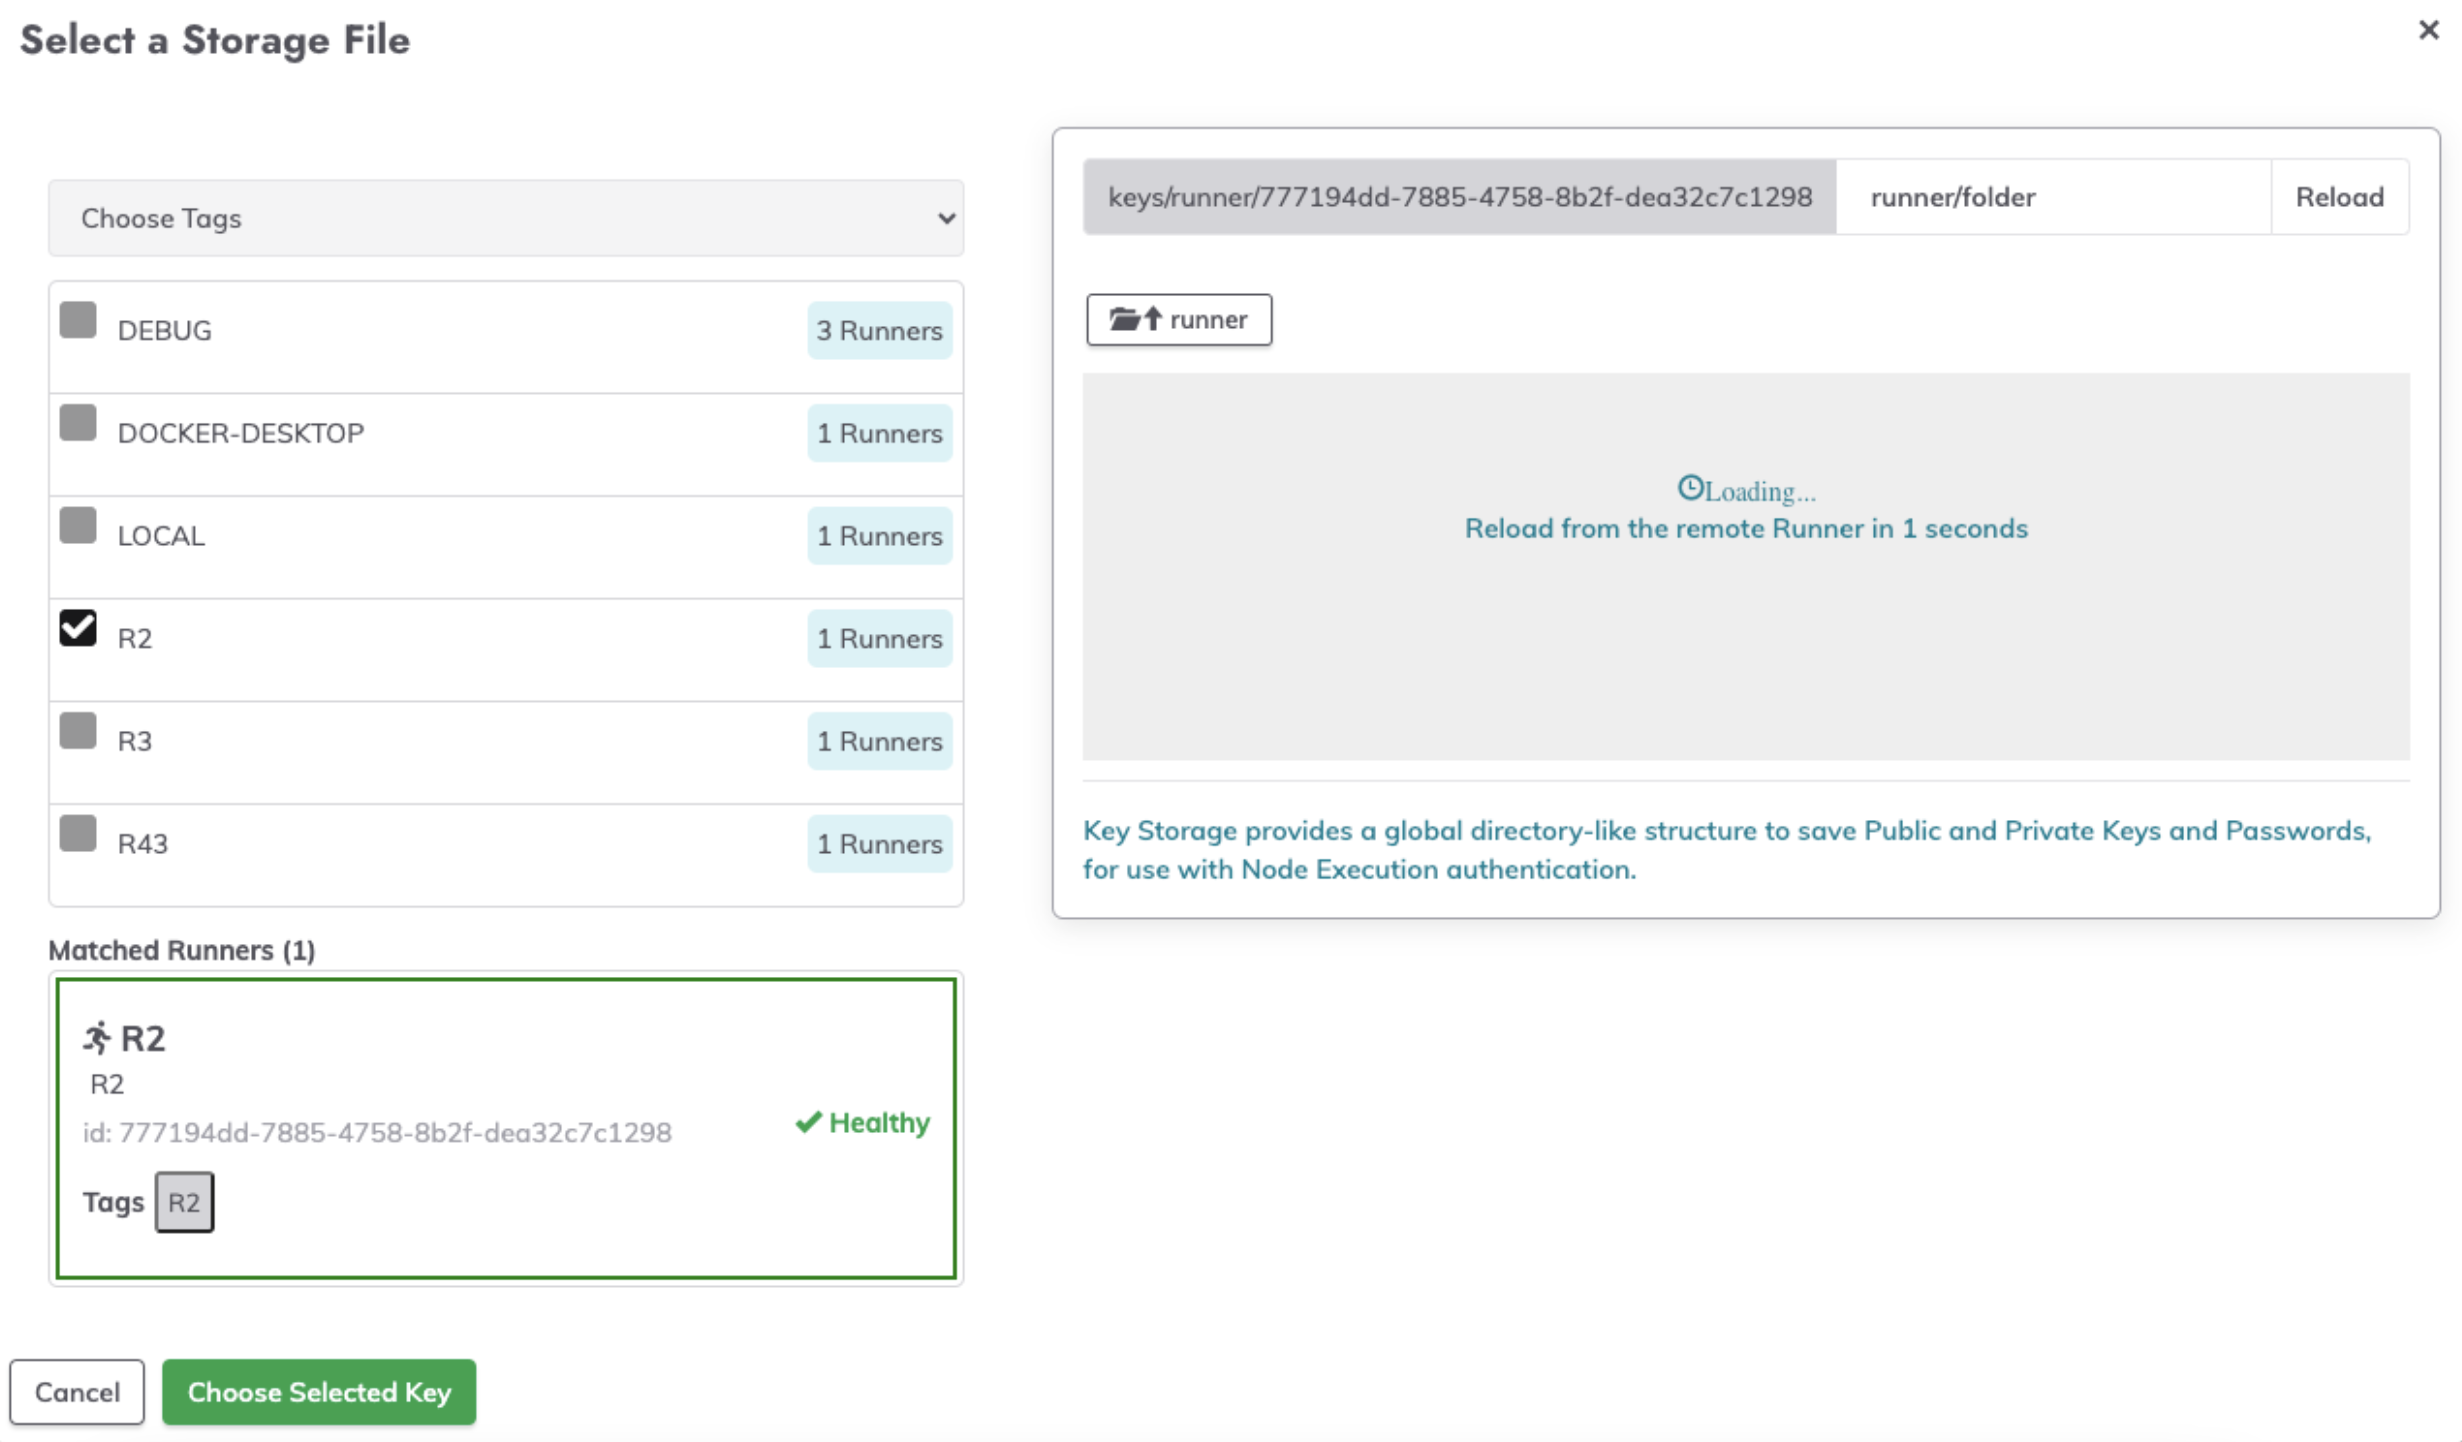 Select a Storage File
×
Choose Tags
DEBUG
3 Runners
DOCKER-DESKTOP
1 Runners
LOCAL
1 Runners
R2
1 Runners
R3
1 Runners
R43
1 Runners
Matched Runners (1)
R2
R2
id: 777194dd-7885-4758-8b2f-dea32c7c1298
Healthy
Tags R2
keys/runner/777194dd-7885-4758-8b2f-dea32c7c1298
runner/folder
Reload
runner
Loading...
Reload from the remote Runner in 1 seconds
Key Storage provides a global directory-like structure to save Public and Private Keys and Passwords,
for use with Node Execution authentication.
Cancel
Choose Selected Key